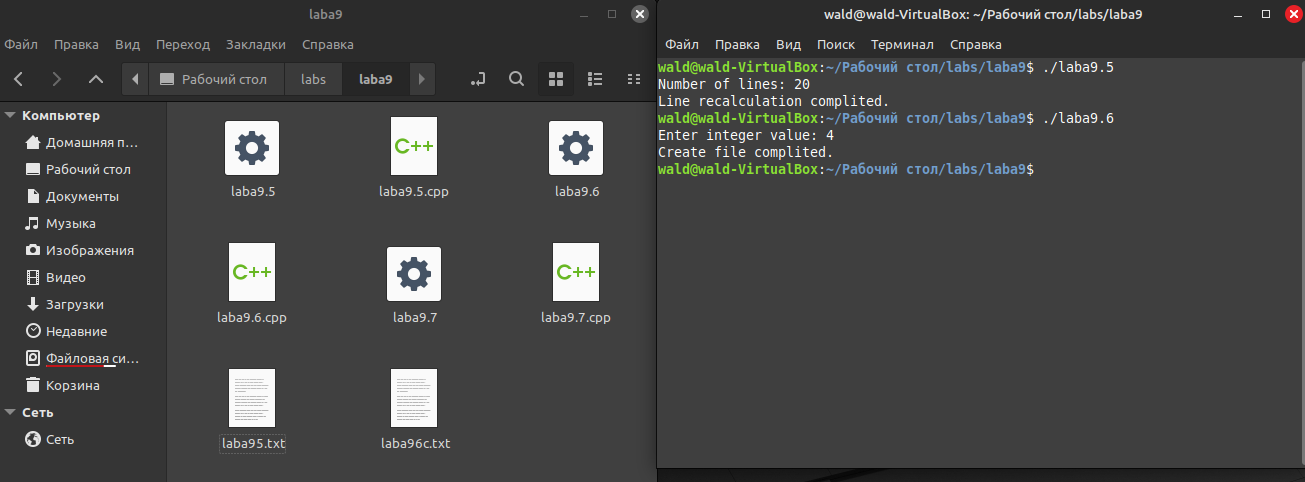 laba9
Файл Правка Вид Переход Закладки Справка
Рабочий стол labs laba9
Компьютер
Домашняя п...
Рабочий стол
Документы
Музыка
Изображения
Видео
Загрузки
Недавние
Файловая си...
Корзина
Сеть
Сеть
C++
laba9.5 laba9.5.cpp laba9.6
C++ C++
laba9.6.cpp laba9.7 laba9.7.cpp
laba95.txt laba96c.txt
wald@wald-VirtualBox: ~/Рабочий стол/labs/laba9
Файл Правка Вид Поиск Терминал Справка
wald@wald-VirtualBox:~/Рабочий стол/labs/laba9$ ./laba9.5
Number of lines: 20
Line recalculation complited.
wald@wald-VirtualBox:~/Рабочий стол/labs/laba9$ ./laba9.6
Enter integer value: 4
Create file complited.
wald@wald-VirtualBox:~/Рабочий стол/labs/laba9$